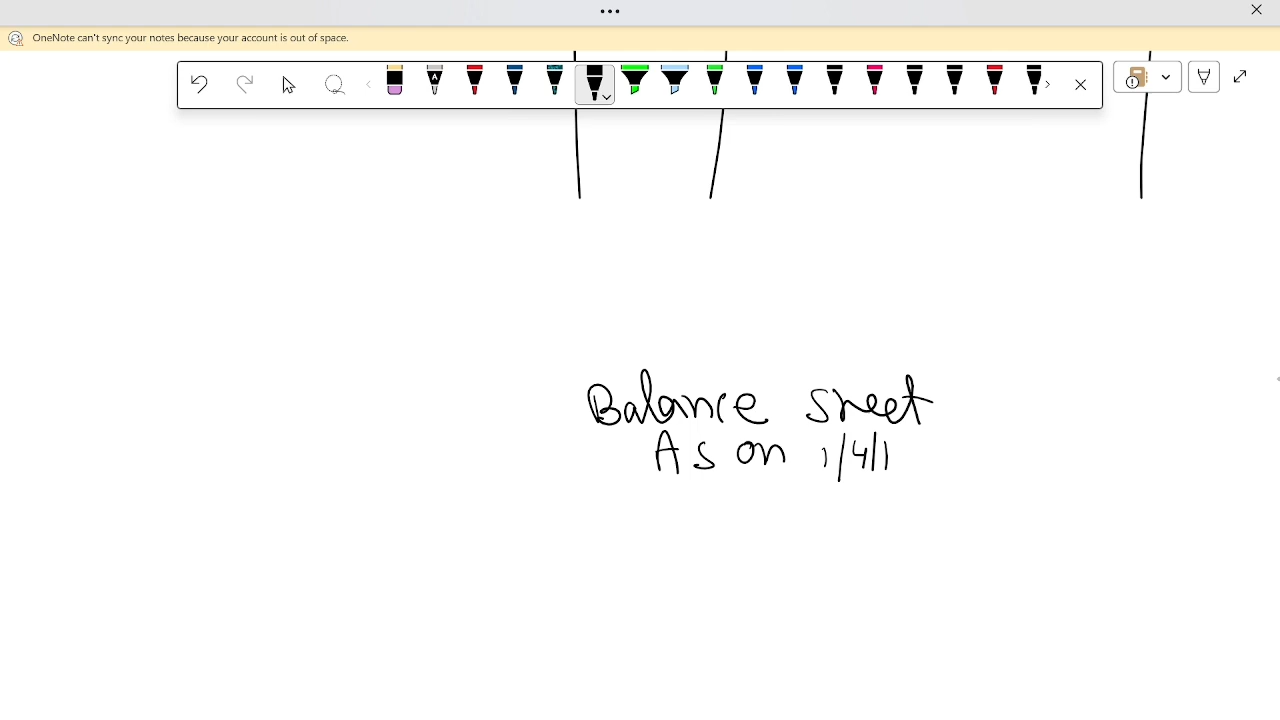 OneNote can't sync your notes because your account is out of space.
A
Balance sheet
As on 1/4/1